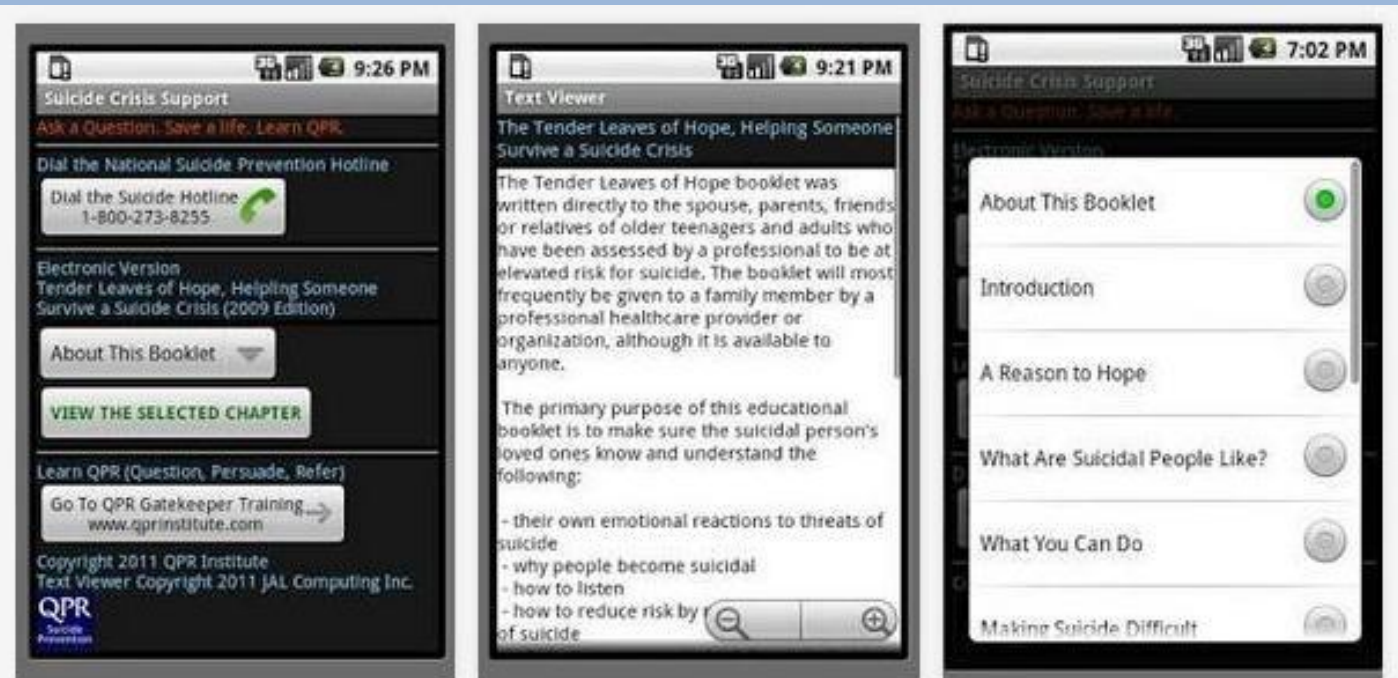 9:26 PM
Suicide Crisis Support
Ask a Question. Save a life. Learn QPR.
Dial the National Suicide Prevention Hotline
Dial the Suicide Hotline
1-800-273-8255
Electronic Version
Tender Leaves of Hope, Helpling Someone
Survive a Suicide Crisis (2009 Edition)
About This Booklet
VIEW THE SELECTED CHAPTER
Learn QPR (Question, Persuade, Refer)
Go To QPR Gatekeeper Training
www.qprinstitute.com
Copyright 2011 QPR Institute
Text Viewer Copyright 2011 JAL Computing Inc.
QPR
Suicide
Prevention
9:21 PM
Text Viewer
The Tender Leaves of Hope, Helping Someone
Survive a Suicide Crisis
The Tender Leaves of Hope booklet was
written directly to the spouse, parents, friends
or relatives of older teenagers and adults who
have been assessed by a professional to be at
elevated risk for suicide. The booklet will most
frequently be given to a family member by a
professional healthcare provider or
organization, although it is available to
anyone.
The primary purpose of this educational
booklet is to make sure the suicidal person's
loved ones know and understand the
following:
- their own emotional reactions to threats of
suicide
- why people become suicidal
- how to listen
- how to reduce risk by
of suicide
7:02 PM
Suicide Crisis Support
Ask a Question. Save a life.
Electronic Version
About This Booklet
Introduction
A Reason to Hope
What Are Suicidal People Like?
What You Can Do
Making Suicide Difficult